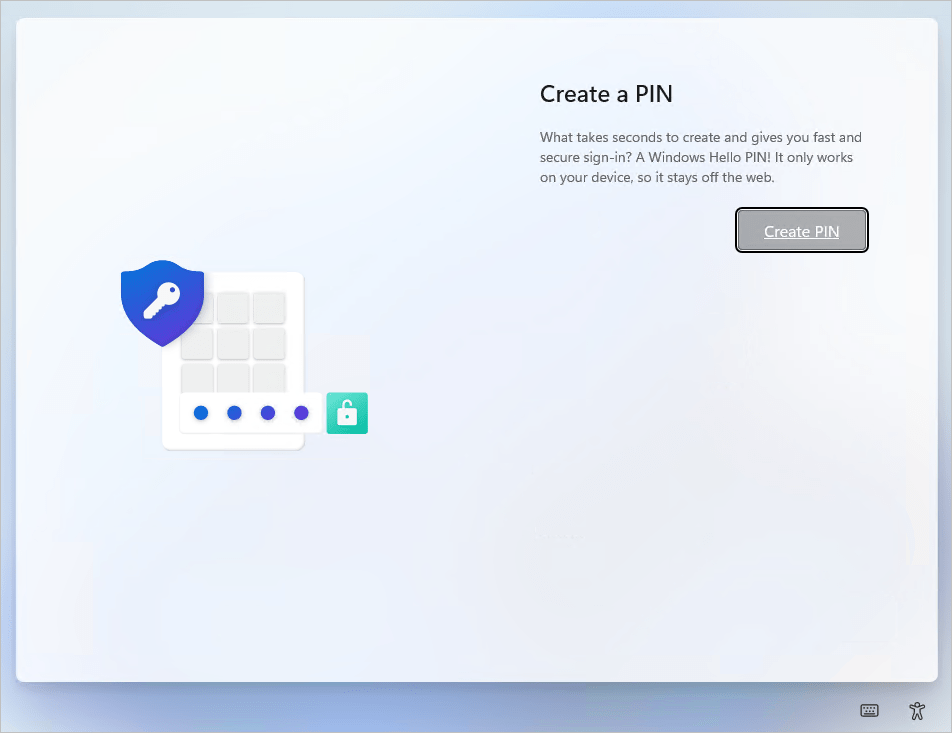 Create a PIN
What takes seconds to create and gives you fast and
secure sign-in? A Windows Hello PIN! It only works
on your device, so it stays off the web.
Create PIN